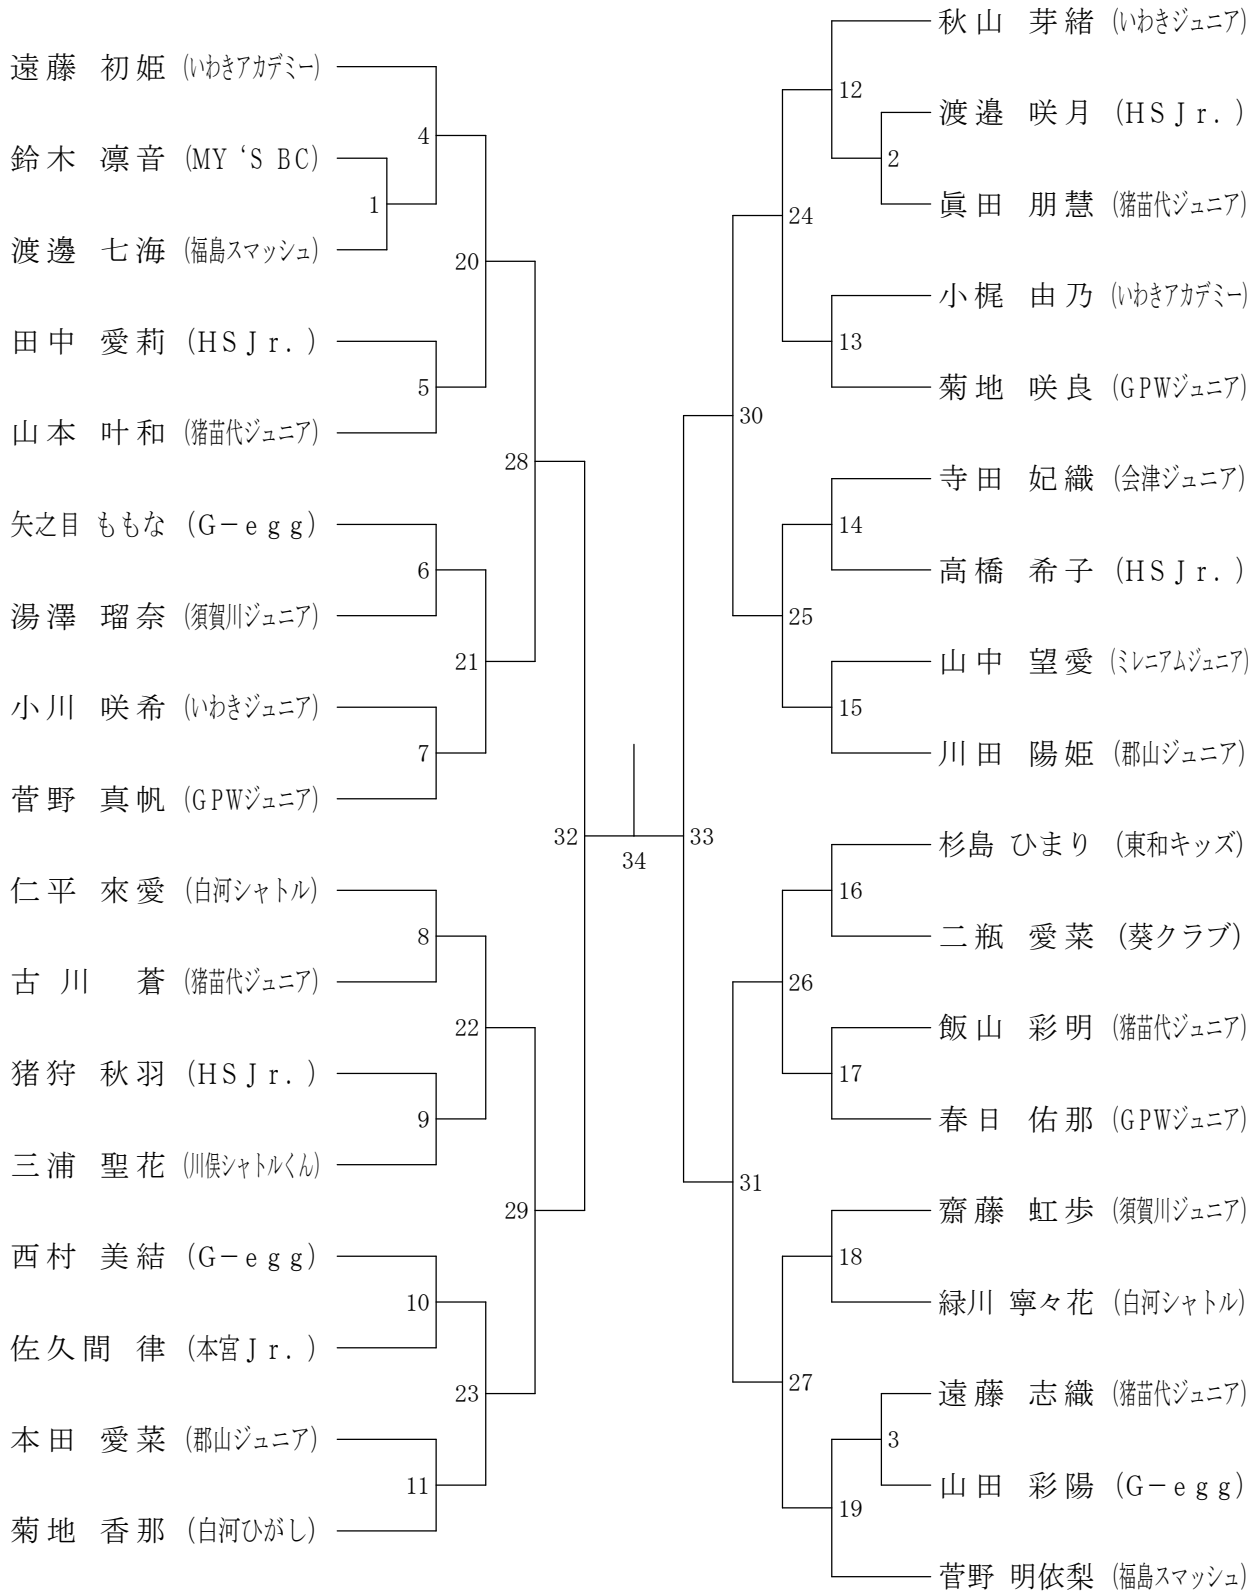 遠藤 初姫 (いわきアカデミー)
鈴木 凛音 (MY‘S BC)
渡邊 七海 (福島スマッシュ)
田中 愛莉 (HSJr.)
山本 叶和 (猪苗代ジュニア)
矢之目 ももな (G－egg)
湯澤 瑠奈 (須賀川ジュニア)
小川 咲希 (いわきジュニア)
菅野 真帆 (GPWジュニア)
仁平 來愛 (白河シャトル)
古川 蒼 (猪苗代ジュニア)
猪狩 秋羽 (HSJr.)
三浦 聖花 (川俣シャトルくん)
西村 美結 (G－egg)
佐久間 律 (本宮Jr.)
本田 愛菜 (郡山ジュニア)
菊地 香那 (白河ひがし)
1
4
5
6
7
8
9
10
11
20
21
22
23
28
29
32
34
33
30
31
24
25
26
27
12
13
14
15
16
17
18
19
2
3
秋山 芽緒 (いわきジュニア)
渡邉 咲月 (HSJr.)
眞田 朋慧 (猪苗代ジュニア)
小梶 由乃 (いわきアカデミー)
菊地 咲良 (GPWジュニア)
寺田 妃織 (会津ジュニア)
高橋 希子 (HSJr.)
山中 望愛 (ミレニアムジュニア)
川田 陽姫 (郡山ジュニア)
杉島 ひまり (東和キッズ)
二瓶 愛菜 (葵クラブ)
飯山 彩明 (猪苗代ジュニア)
春日 佑那 (GPWジュニア)
齋藤 虹歩 (須賀川ジュニア)
緑川 寧々花 (白河シャトル)
遠藤 志織 (猪苗代ジュニア)
山田 彩陽 (G－egg)
菅野 明依梨 (福島スマッシュ)